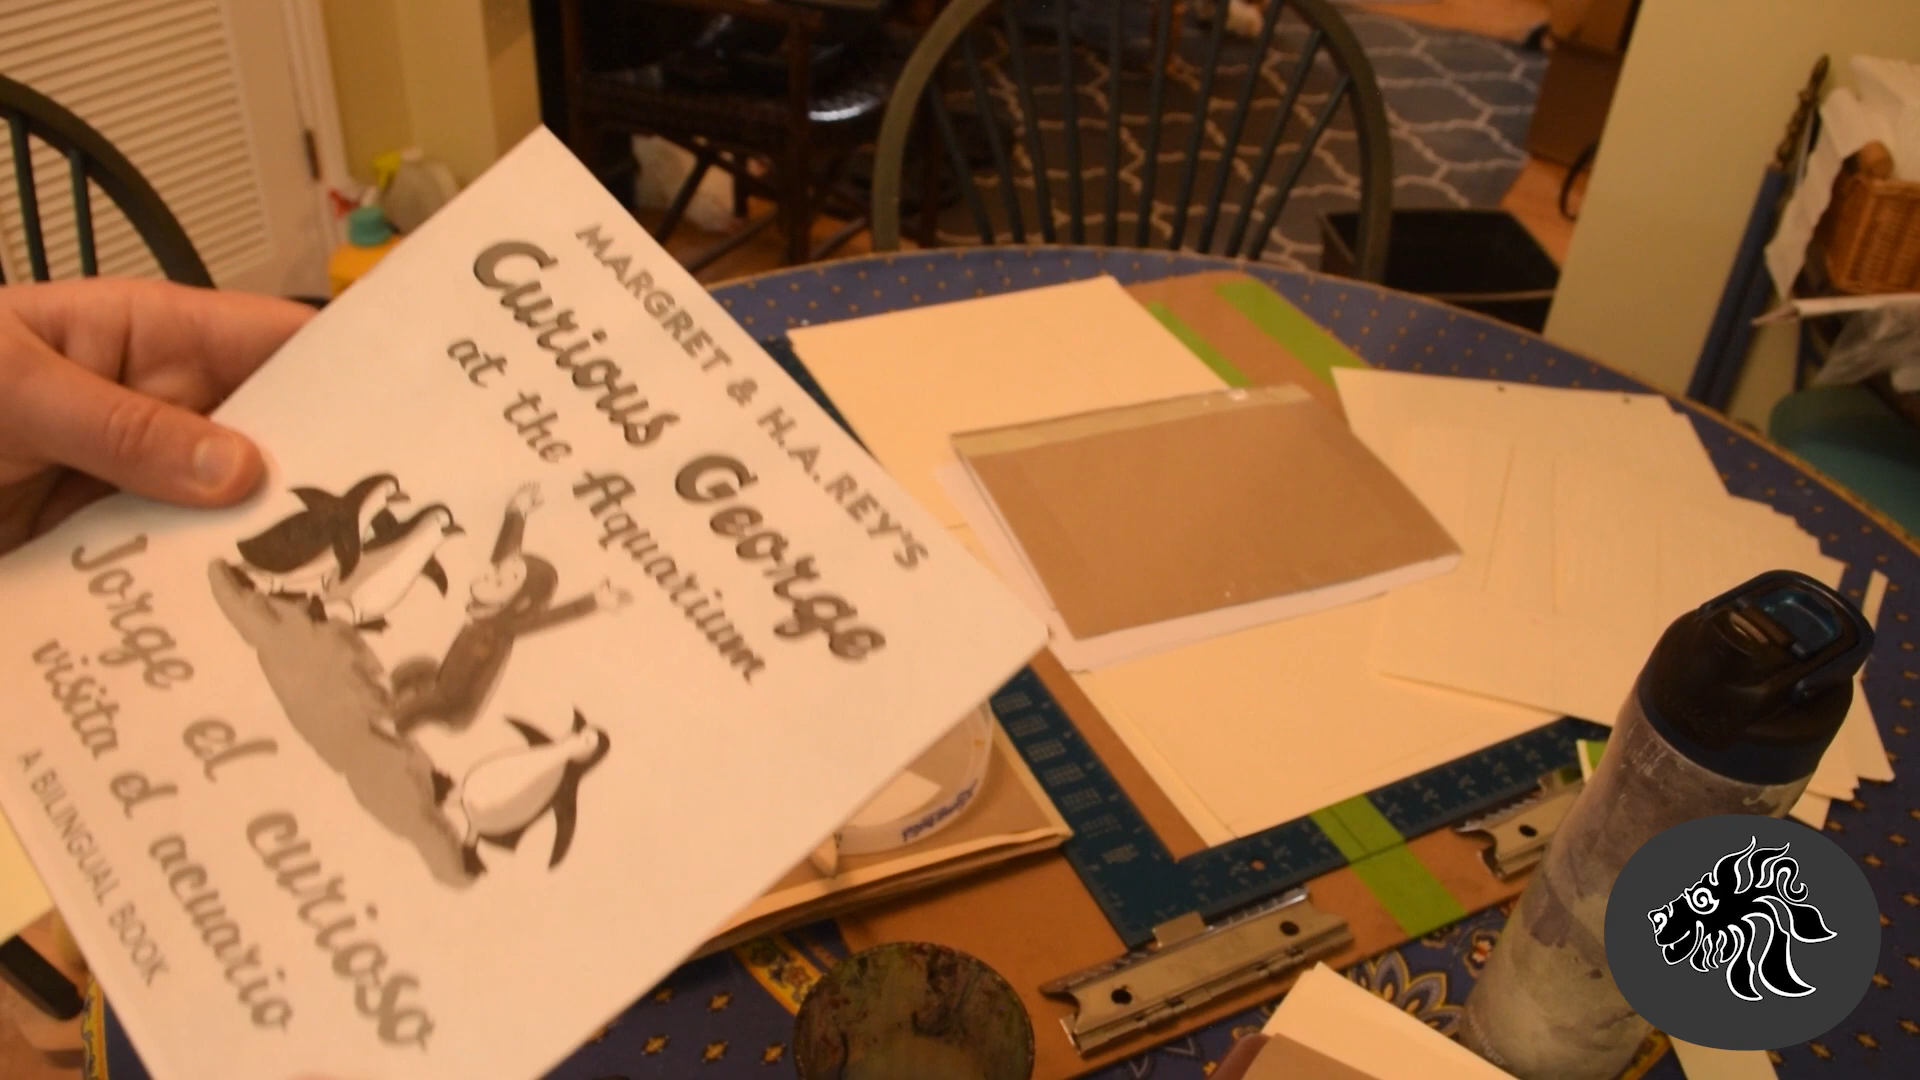 MARGRET & H.A. REY'S
Curious George
at the Aquarium
Jorge el curioso
visita el acuario
A BILINGUAL BOOK